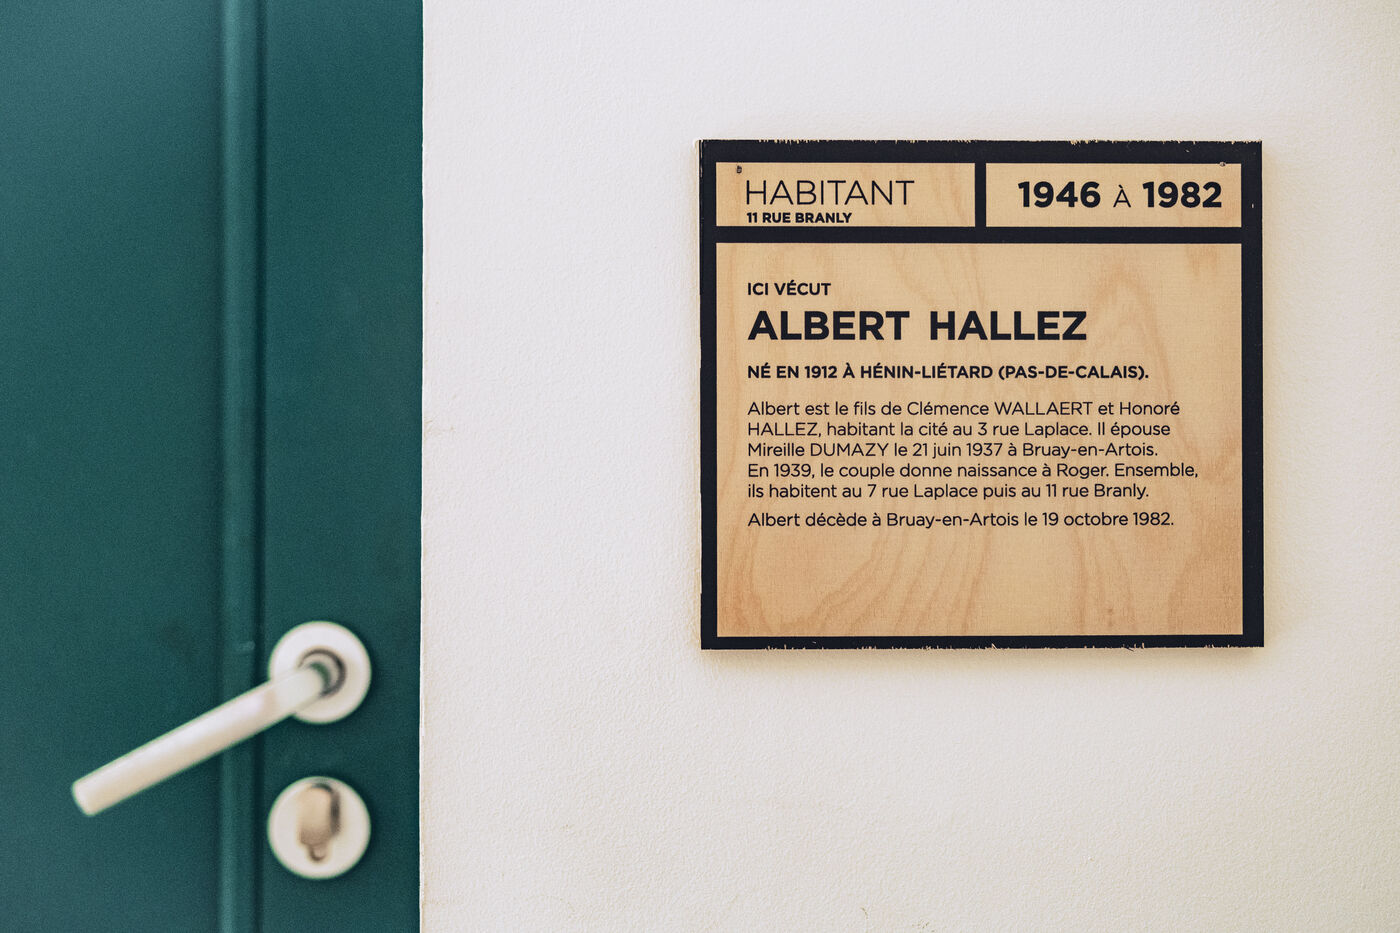 HABITANT
11 RUE BRANLY
1946 À 1982
ICI VÉCUT
ALBERT HALLEZ
NÉ EN 1912 À HÉNIN-LIÉTARD (PAS-DE-CALAIS).
Albert est le fils de Clémence WALLAERT et Honoré
HALLEZ, habitant la cité au 3 rue Laplace. Il épouse
Mireille DUMAZY le 21 juin 1937 à Bruay-en-Artois.
En 1939, le couple donne naissance à Roger. Ensemble,
ils habitent au 7 rue Laplace puis au 11 rue Branly.
Albert décède à Bruay-en-Artois le 19 octobre 1982.